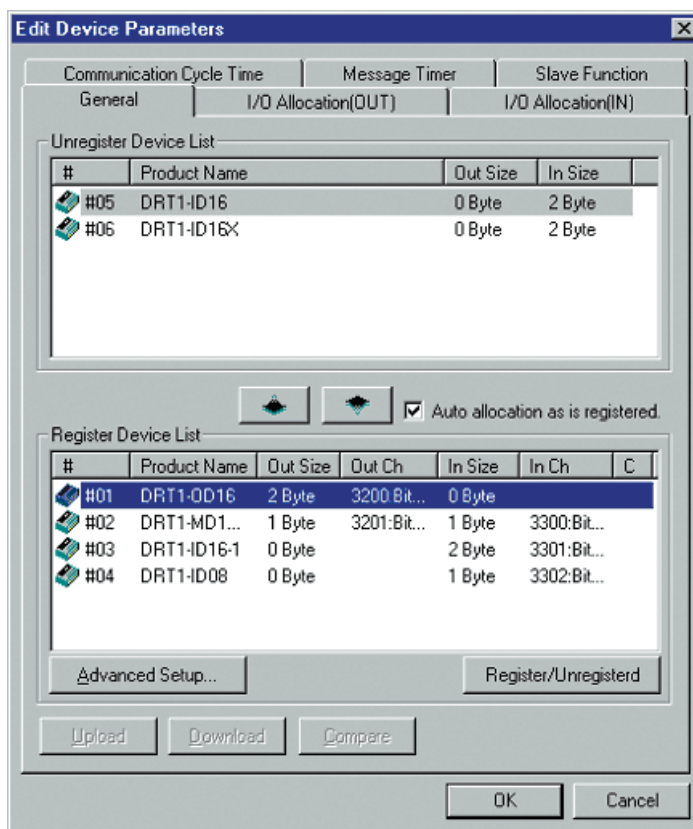 Edit Device Parameters
Communication Cycle Time Message Timer Slave Function
General I/O Allocation(OUT) I/O Allocation(IN)
Unregister Device List
# Product Name Out Size In Size
#05 DRT1-ID16 0 Byte 2 Byte
#06 DRT1-ID16X 0 Byte 2 Byte
Auto allocation as is registered.
Register Device List
# Product Name Out Size Out Ch In Size In Ch C
#01 DRT1-OD16 2 Byte 3200:Bit... 0 Byte
#02 DRT1-MD1... 1 Byte 3201:Bit... 1 Byte 3300:Bit...
#03 DRT1-ID16-1 0 Byte 2 Byte 3301:Bit...
#04 DRT1-ID08 0 Byte 1 Byte 3302:Bit...
Advanced Setup... Register/Unregisterd
Upload Download Compare
OK Cancel